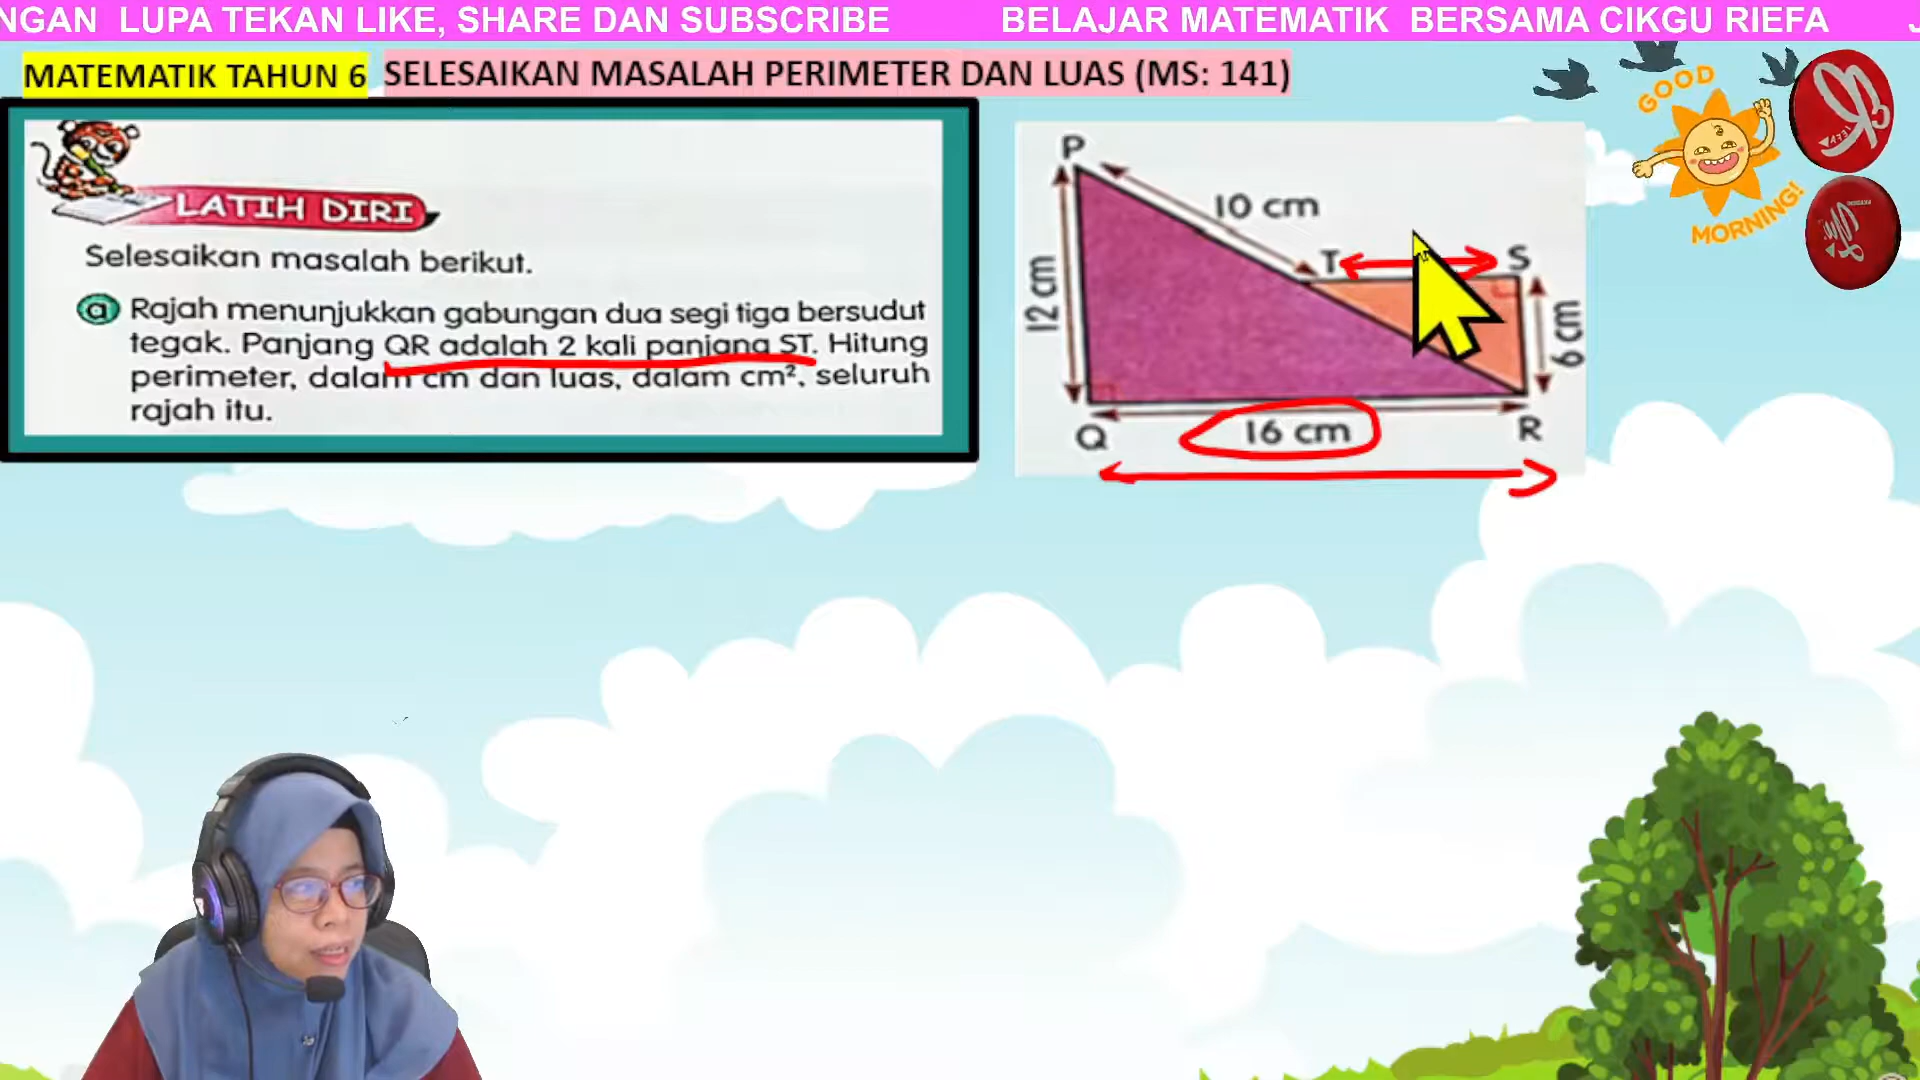 NGAN LUPA TEKAN LIKE, SHARE DAN SUBSCRIBE BELAJAR MATEMATIK BERSAMA CIKGU RIEFA
MATEMATIK TAHUN 6 SELESAIKAN MASALAH PERIMETER DAN LUAS (MS: 141)
LATIH DIRI
Selesaikan masalah berikut.
a Rajah menunjukkan gabungan dua segi tiga bersudut
tegak. Panjang QR adalah 2 kali panjang ST. Hitung
perimeter, dalam cm dan luas, dalam cm², seluruh
rajah itu.
P
10 cm
T
S
12 cm
6 cm
Q
16 cm
R
GOOD
MORNING!